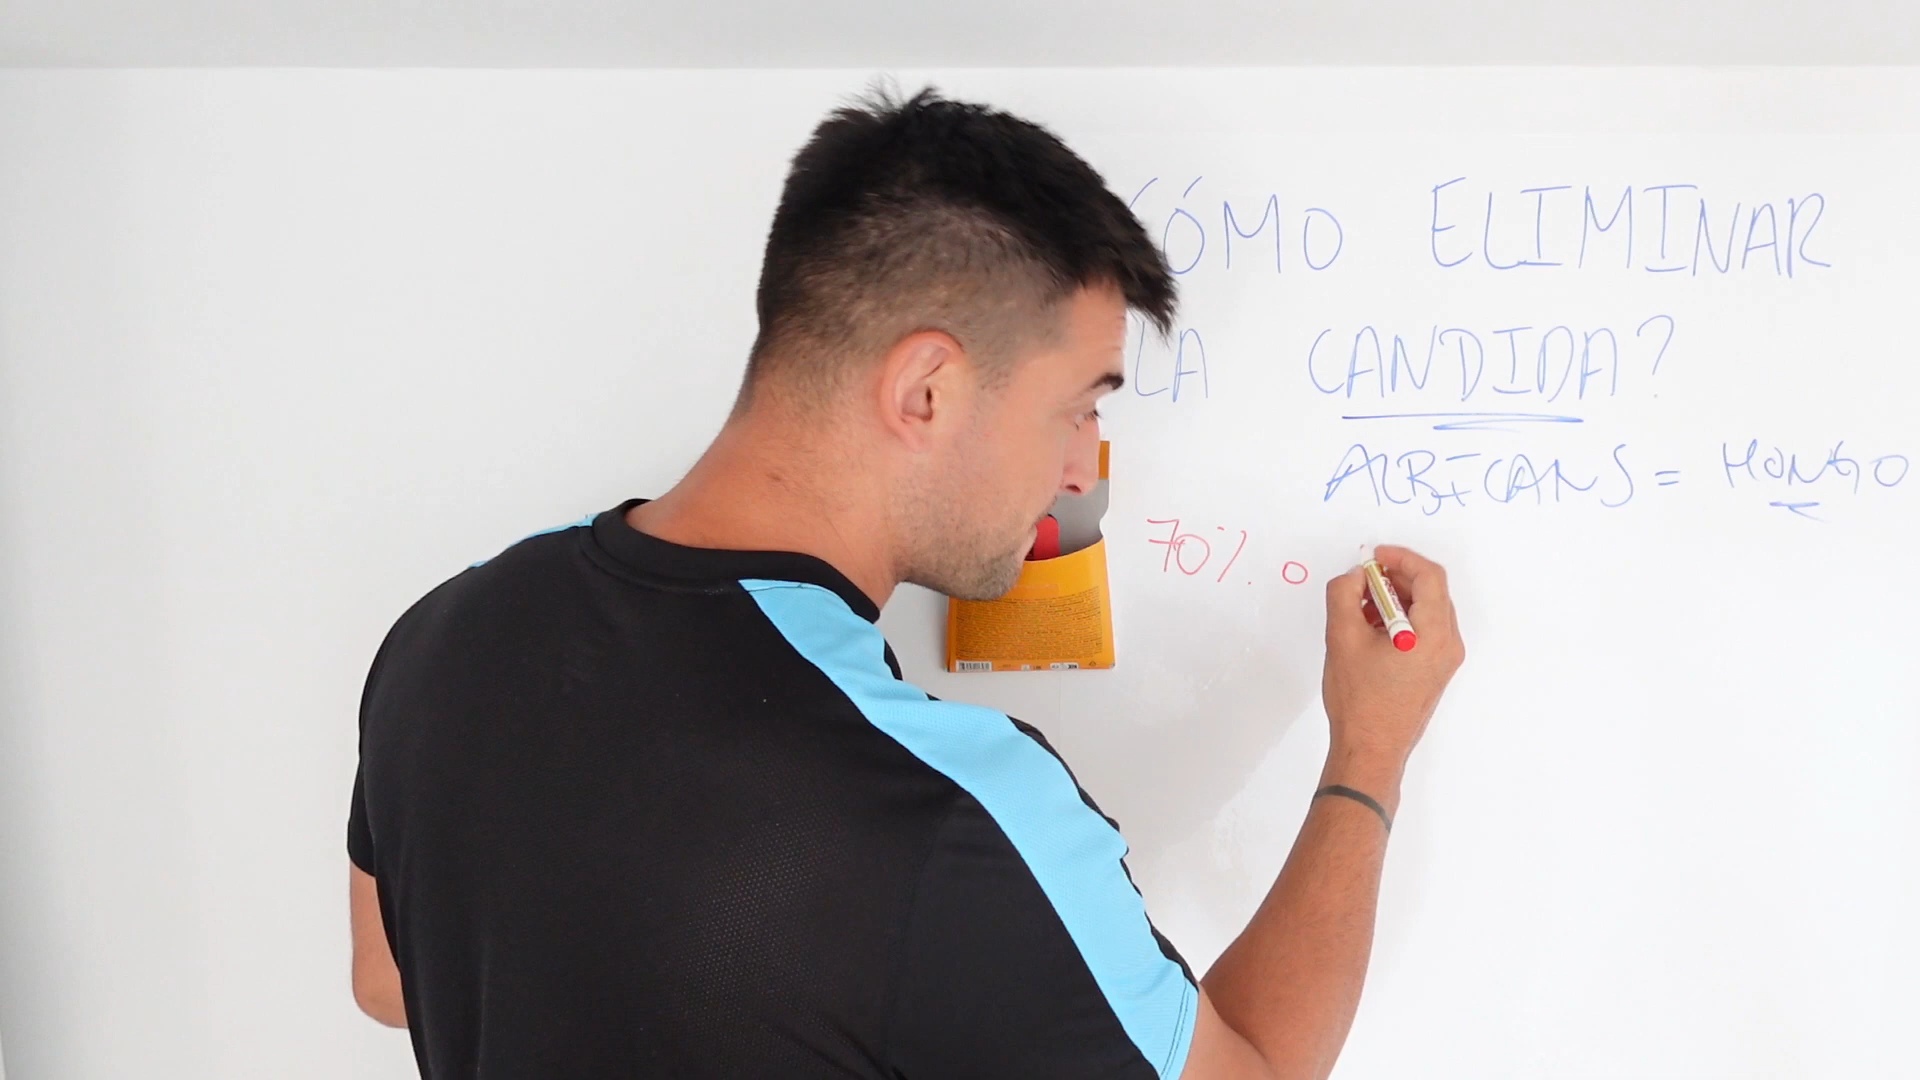 CÓMO ELIMINAR
LA CANDIDA?
ALBICANS = HONGO
70% o